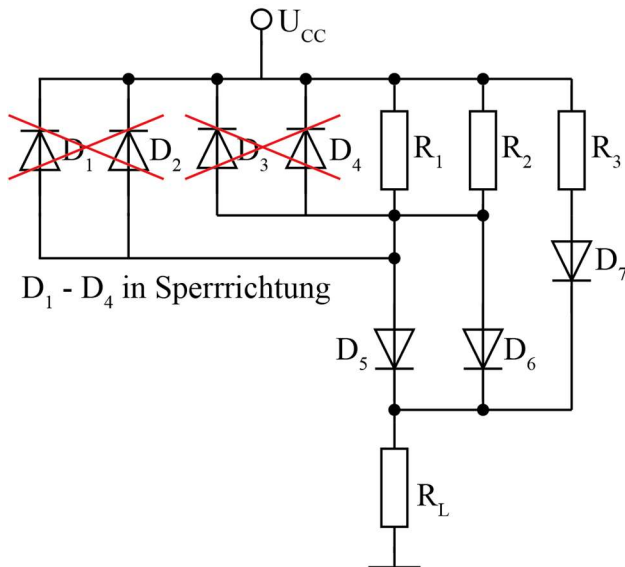 U_CC
D_1 D_2 D_3 D_4 R_1 R_2 R_3
D_1 - D_4 in Sperrrichtung
D_7
D_5 D_6
R_L